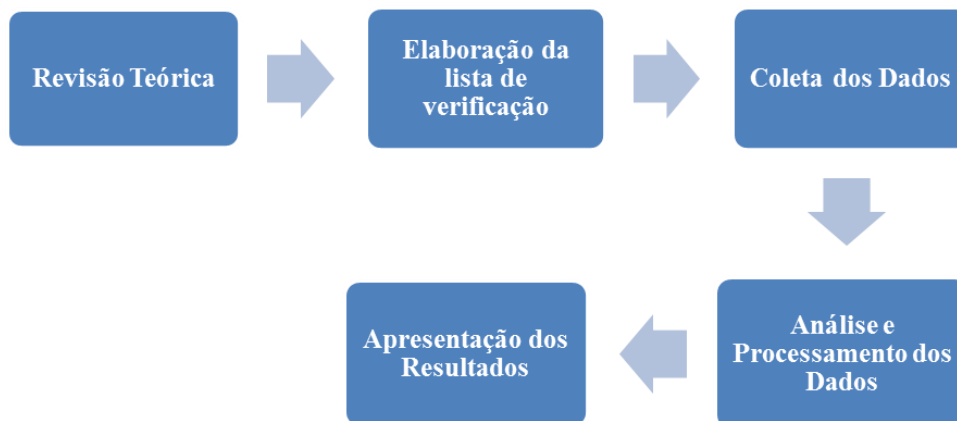 Revisão Teórica
Elaboração da
lista de
verificação
Coleta dos Dados
Análise e
Processamento dos
Dados
Apresentação dos
Resultados